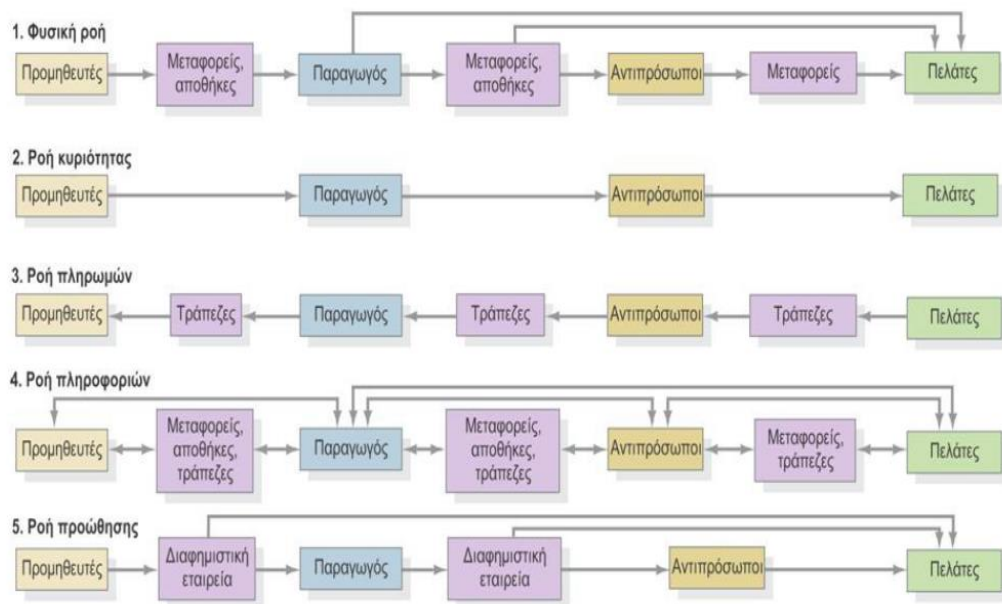 1. Φυσική ροή
Προμηθευτές
Μεταφορείς,
αποθήκες
Παραγωγός
Μεταφορείς,
αποθήκες
Αντιπρόσωποι
Μεταφορείς
Πελάτες
2. Ροή κυριότητας
Προμηθευτές
Παραγωγός
Αντιπρόσωποι
Πελάτες
3. Ροή πληρωμών
Προμηθευτές
Τράπεζες
Παραγωγός
Τράπεζες
Αντιπρόσωποι
Τράπεζες
Πελάτες
4. Ροή πληροφοριών
Προμηθευτές
Μεταφορείς,
αποθήκες,
τράπεζες
Παραγωγός
Μεταφορείς,
αποθήκες,
τράπεζες
Αντιπρόσωποι
Μεταφορείς,
τράπεζες
Πελάτες
5. Ροή προώθησης
Προμηθευτές
Διαφημιστική
εταιρεία
Παραγωγός
Διαφημιστική
εταιρεία
Αντιπρόσωποι
Πελάτες